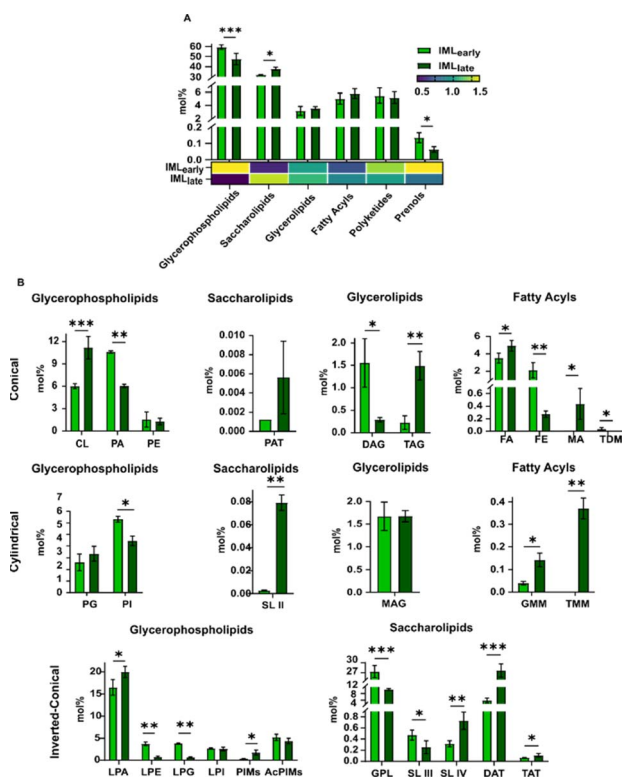 A
IMLearly
IMLlate
0.5 1.0 1.5
mol%
60
50
40
30
6
4
2
0.2
0.1
0.0
*** * *
IMLearly
IMLlate
Glycerophospholipids
Saccharolipids
Glycerolipids
Fatty Acyls
Polyketides
Prenols
B
Glycerophospholipids Saccharolipids Glycerolipids Fatty Acyls
Conical
mol%
12
9
6
3
0
*** **
CL PA PE
mol%
0.010
0.008
0.006
0.004
0.002
0.000
PAT
mol%
2.0
1.5
1.0
0.5
0.0
* **
DAG TAG
mol%
6
4
2
0.8
0.6
0.4
0.2
0.0
* ** * *
FA FE MA TDM
Glycerophospholipids Saccharolipids Glycerolipids Fatty Acyls
Cylindrical
mol%
7
6
5
4
3
2
1
0
*
PG PI
mol%
0.08
0.06
0.04
0.02
0.00
**
SL II
mol%
2.0
1.5
1.0
0.5
0.0
MAG
mol%
0.5
0.4
0.3
0.2
0.1
0.0
* **
GMM TMM
Glycerophospholipids Saccharolipids
Inverted-Conical
mol%
20
15
10
5
0
* ** ** *
LPA LPE LPG LPI PIMs AcPIMs
mol%
36
27
18
12
8
4
0.8
0.6
0.4
0.2
0.0
*** * ** *** *
GPL SL III SL IV DAT TAT